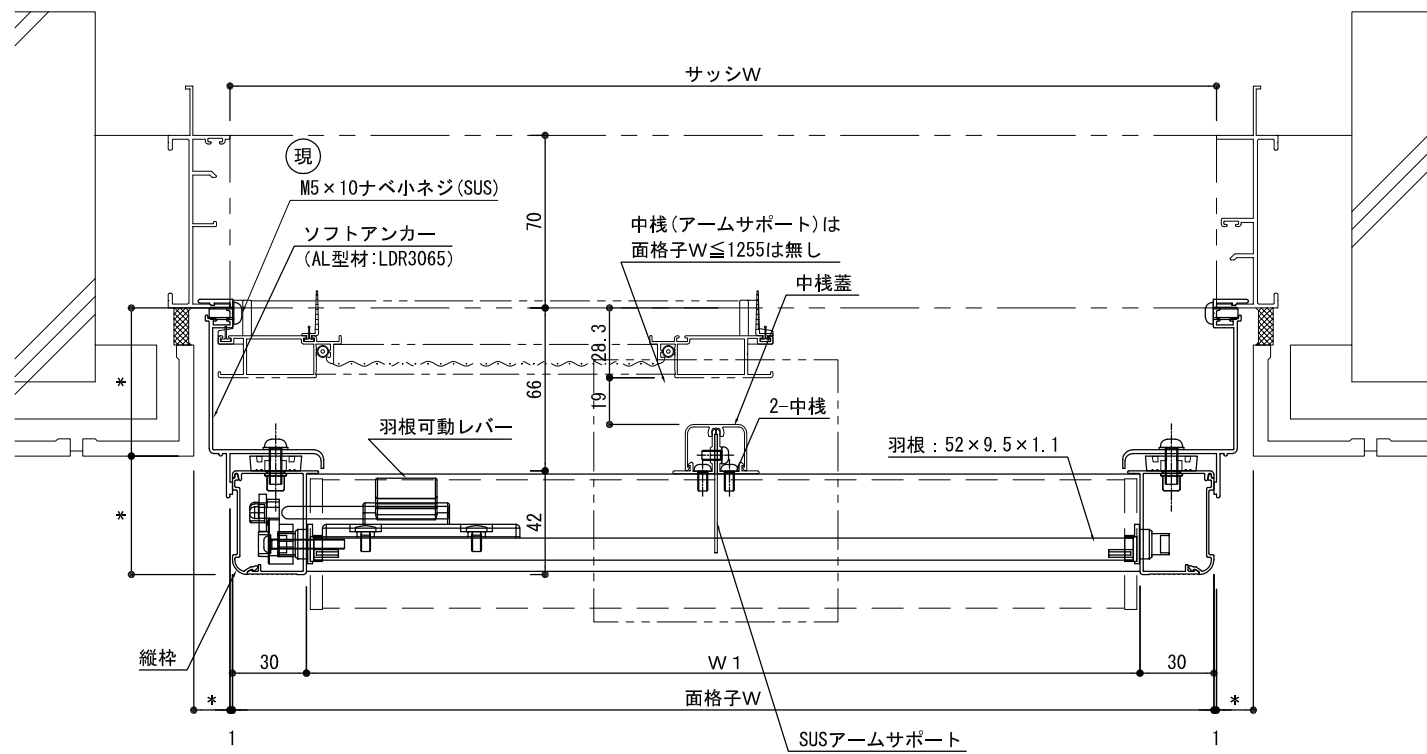 サッシW
現
M5×10ナベ小ネジ(SUS)
ソフトアンカー
(AL型材:LDR3065)
70
中桟(アームサポート)は
面格子W≦1255は無し
中桟蓋
28.3
66
19
*
2-中桟
羽根可動レバー
羽根：52×9.5×1.1
*
42
縦枠
30
W1
30
*
面格子W
*
1
SUSアームサポート
1